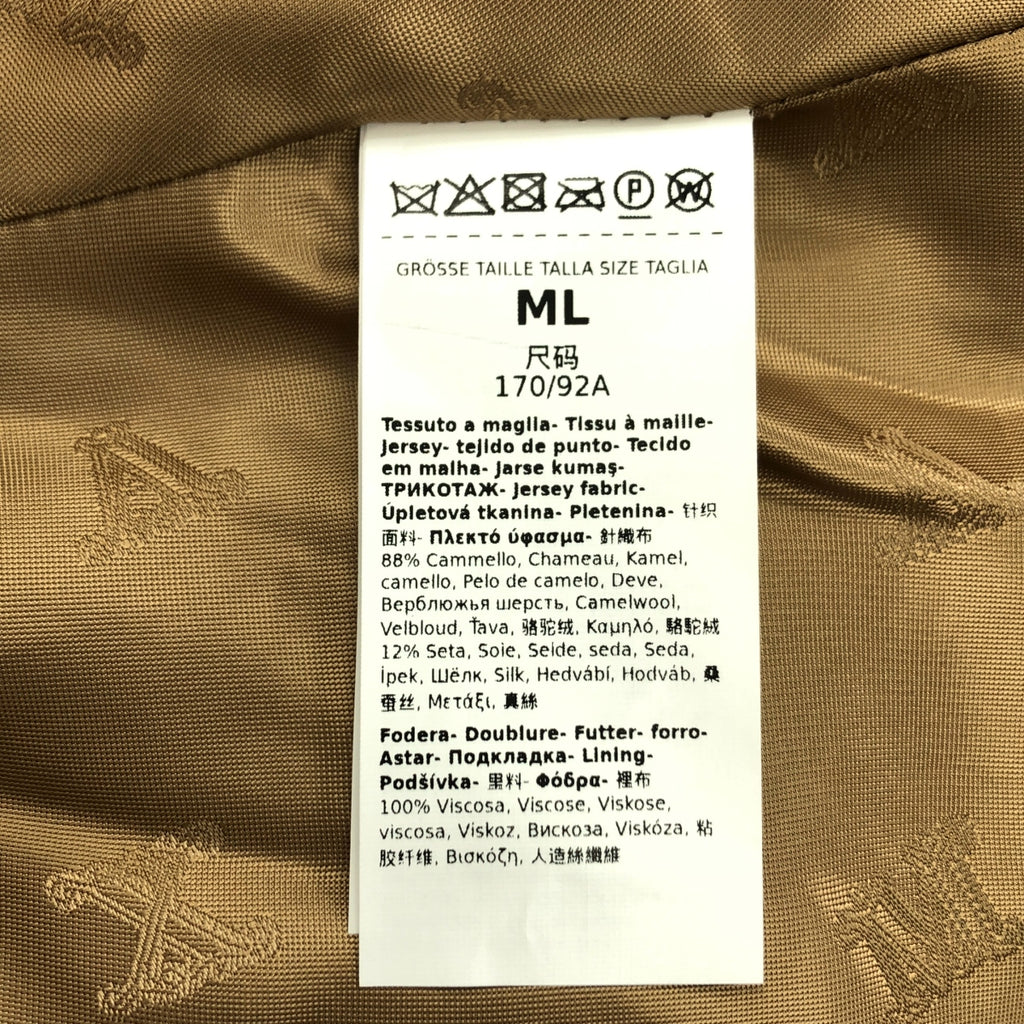 P W
GRÖSSE TAILLE TALLA SIZE TAGLIA
ML
尺码
170/92A
Tessuto a maglia- Tissu à maille-
Jersey- tejido de punto- Tecido
em malha- Jarse kumaş-
ТРИКОТАЖ- Jersey fabric-
Úpletová tkanina- Pletenina- 针织
面料- Πλεκτό ύφασμα- 針織布
88% Cammello, Chameau, Kamel,
camello, Pelo de camelo, Deve,
Верблюжья шерсть, Camelwool,
Velbloud, Ťava, 骆驼绒, Καμηλό, 駱駝絨
12% Seta, Soie, Seide, seda, Seda,
İpek, Шёлк, Silk, Hedvábí, Hodváb, 桑
蚕丝, Μετάξι, 真絲
Fodera- Doublure- Futter- forro-
Astar- Подкладка- Lining-
Podšívka- 里料- Φόδρα- 裡布
100% Viscosa, Viscose, Viskose,
viscosa, Viskoz, Вискоза, Viskóza, 粘
胶纤维, Βισκόζη, 人造絲纖維